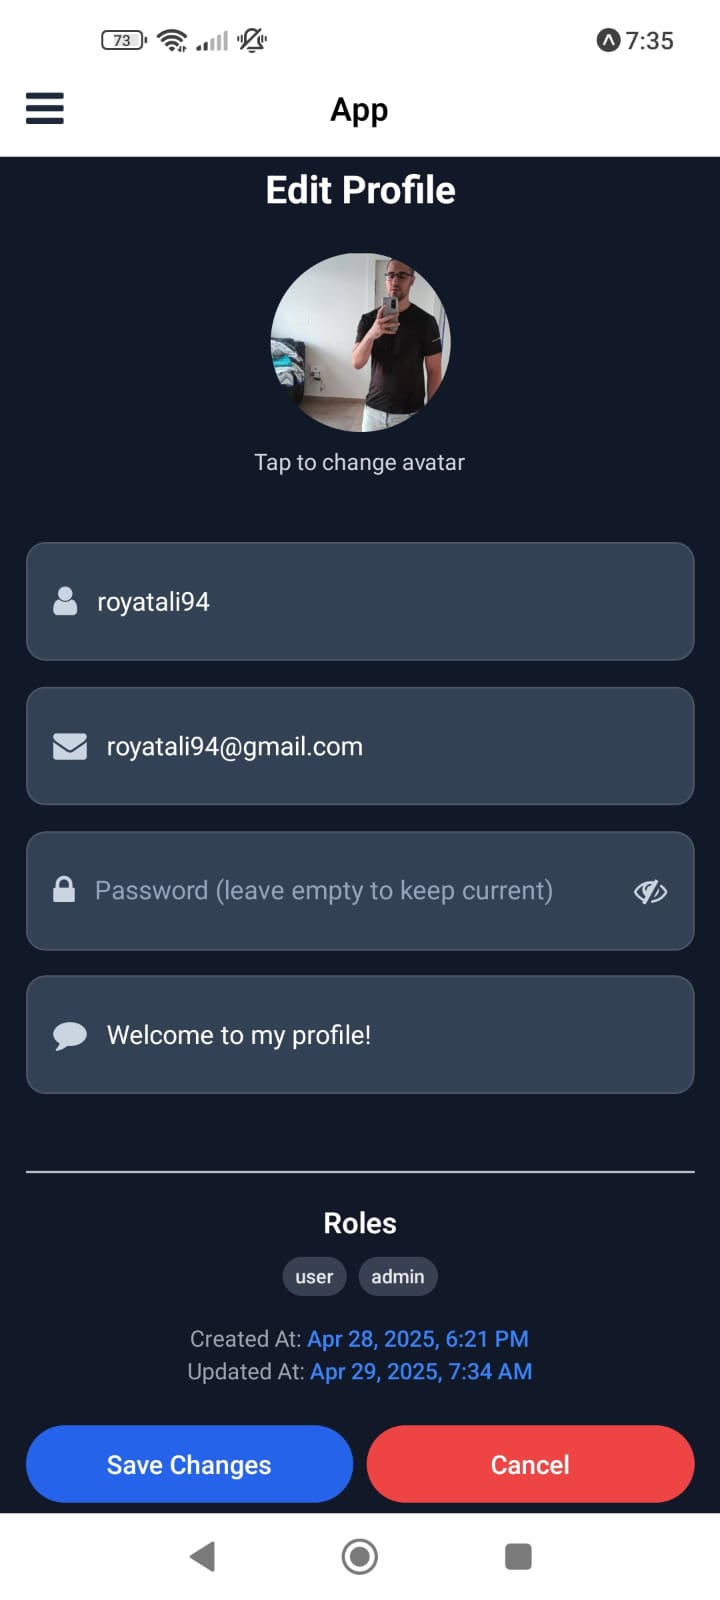 73 7:35
App
Edit Profile
Tap to change avatar
royatali94
royatali94@gmail.com
Password (leave empty to keep current)
Welcome to my profile!
Roles
user admin
Created At: Apr 28, 2025, 6:21 PM
Updated At: Apr 29, 2025, 7:34 AM
Save Changes Cancel